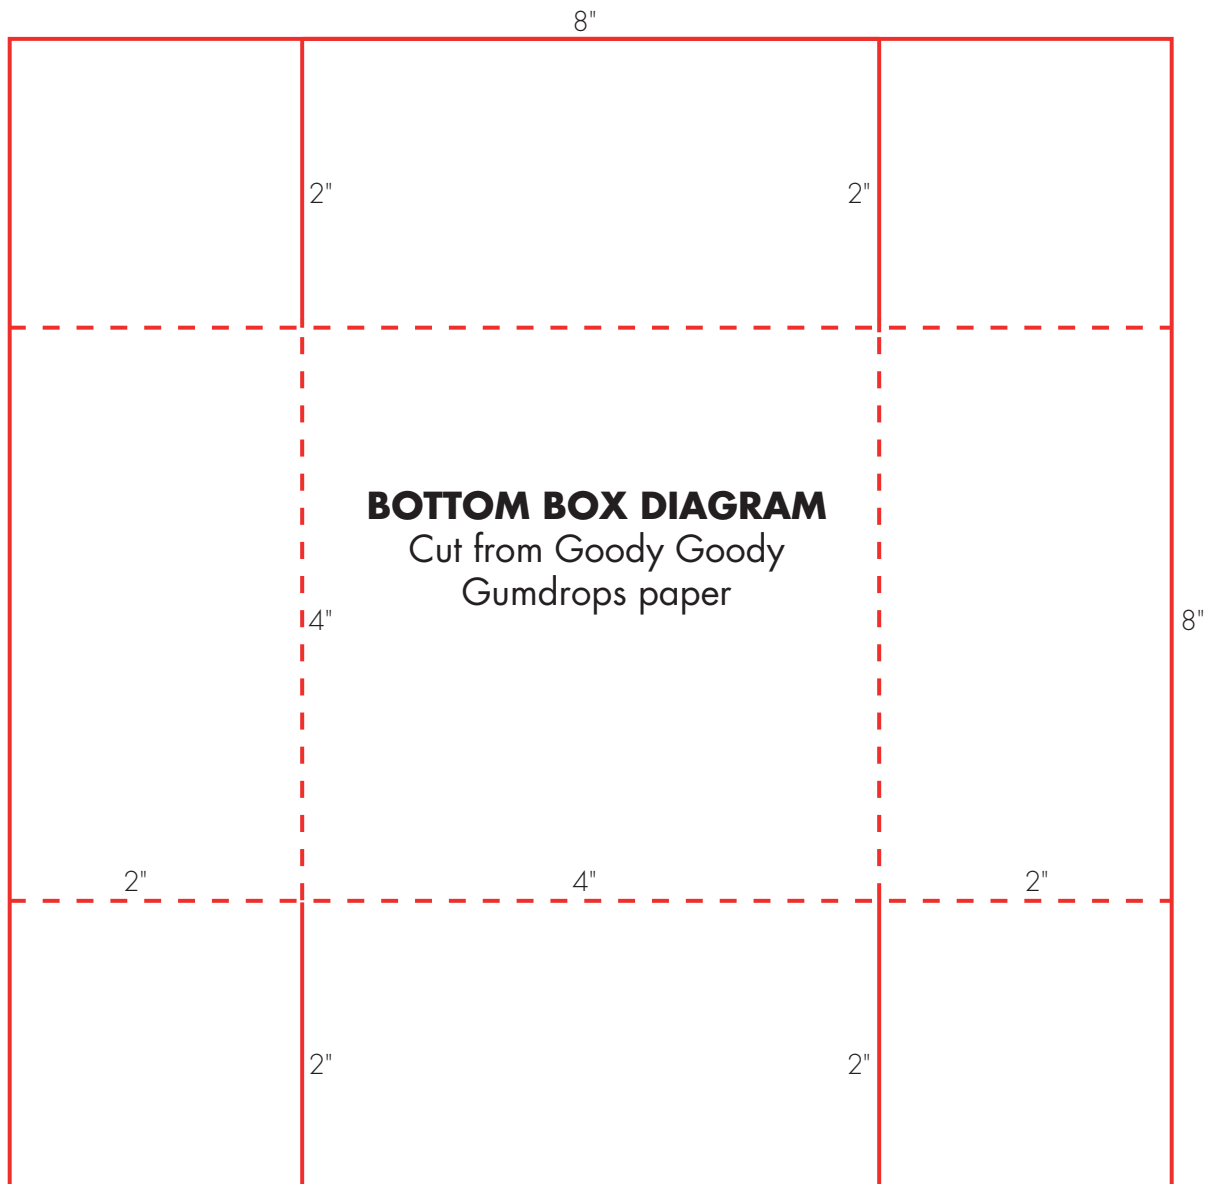 8"
2" 2"
BOTTOM BOX DIAGRAM
Cut from Goody Goody
Gumdrops paper
4" 8"
2" 4" 2"
2" 2"